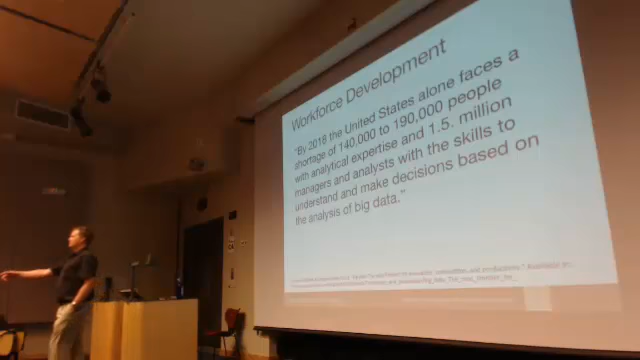 Workforce Development
"By 2018 the United States alone faces a
shortage of 140,000 to 190,000 people
with analytical expertise and 1.5. million
managers and analysts with the skills to
understand and make decisions based on
the analysis of big data."